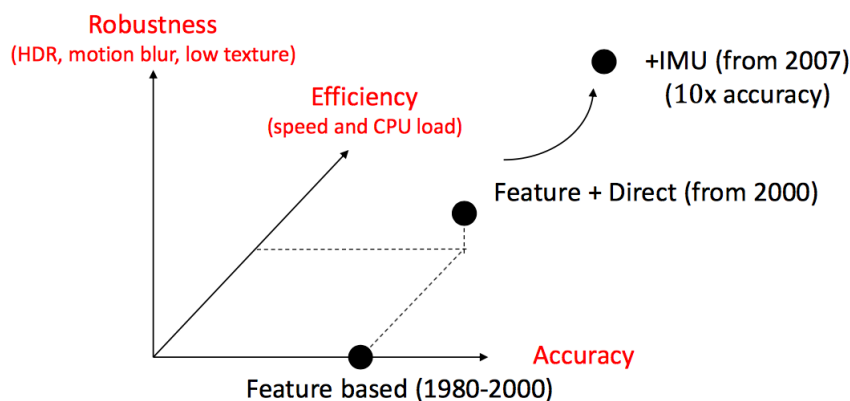 Robustness
(HDR, motion blur, low texture)
Efficiency
(speed and CPU load)
+IMU (from 2007)
(10x accuracy)
Feature + Direct (from 2000)
Accuracy
Feature based (1980-2000)